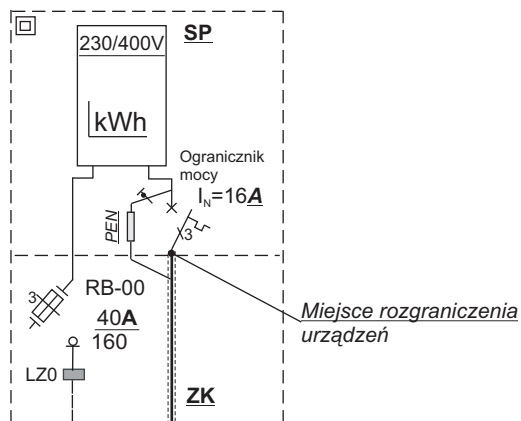 230/400V
SP
kWh
Ogranicznik
mocy
I_N=16A
PEN
3
3
RB-00
40A
160
Miejsce rozgraniczenia
urządzeń
LZ0
ZK